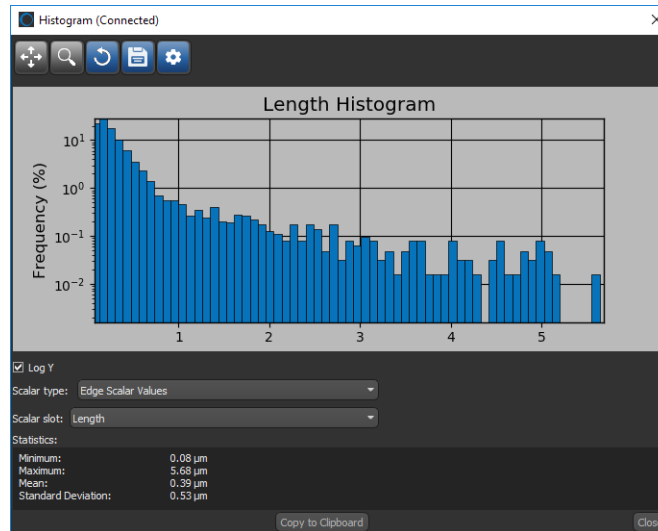 Histogram (Connected)
Length Histogram
Frequency (%)
10¹
10⁰
10⁻¹
10⁻²
1 2 3 4 5
Log Y
Scalar type: Edge Scalar Values
Scalar slot: Length
Statistics:
Minimum: 0.08 µm
Maximum: 5.68 µm
Mean: 0.39 µm
Standard Deviation: 0.53 µm
Copy to Clipboard
Close